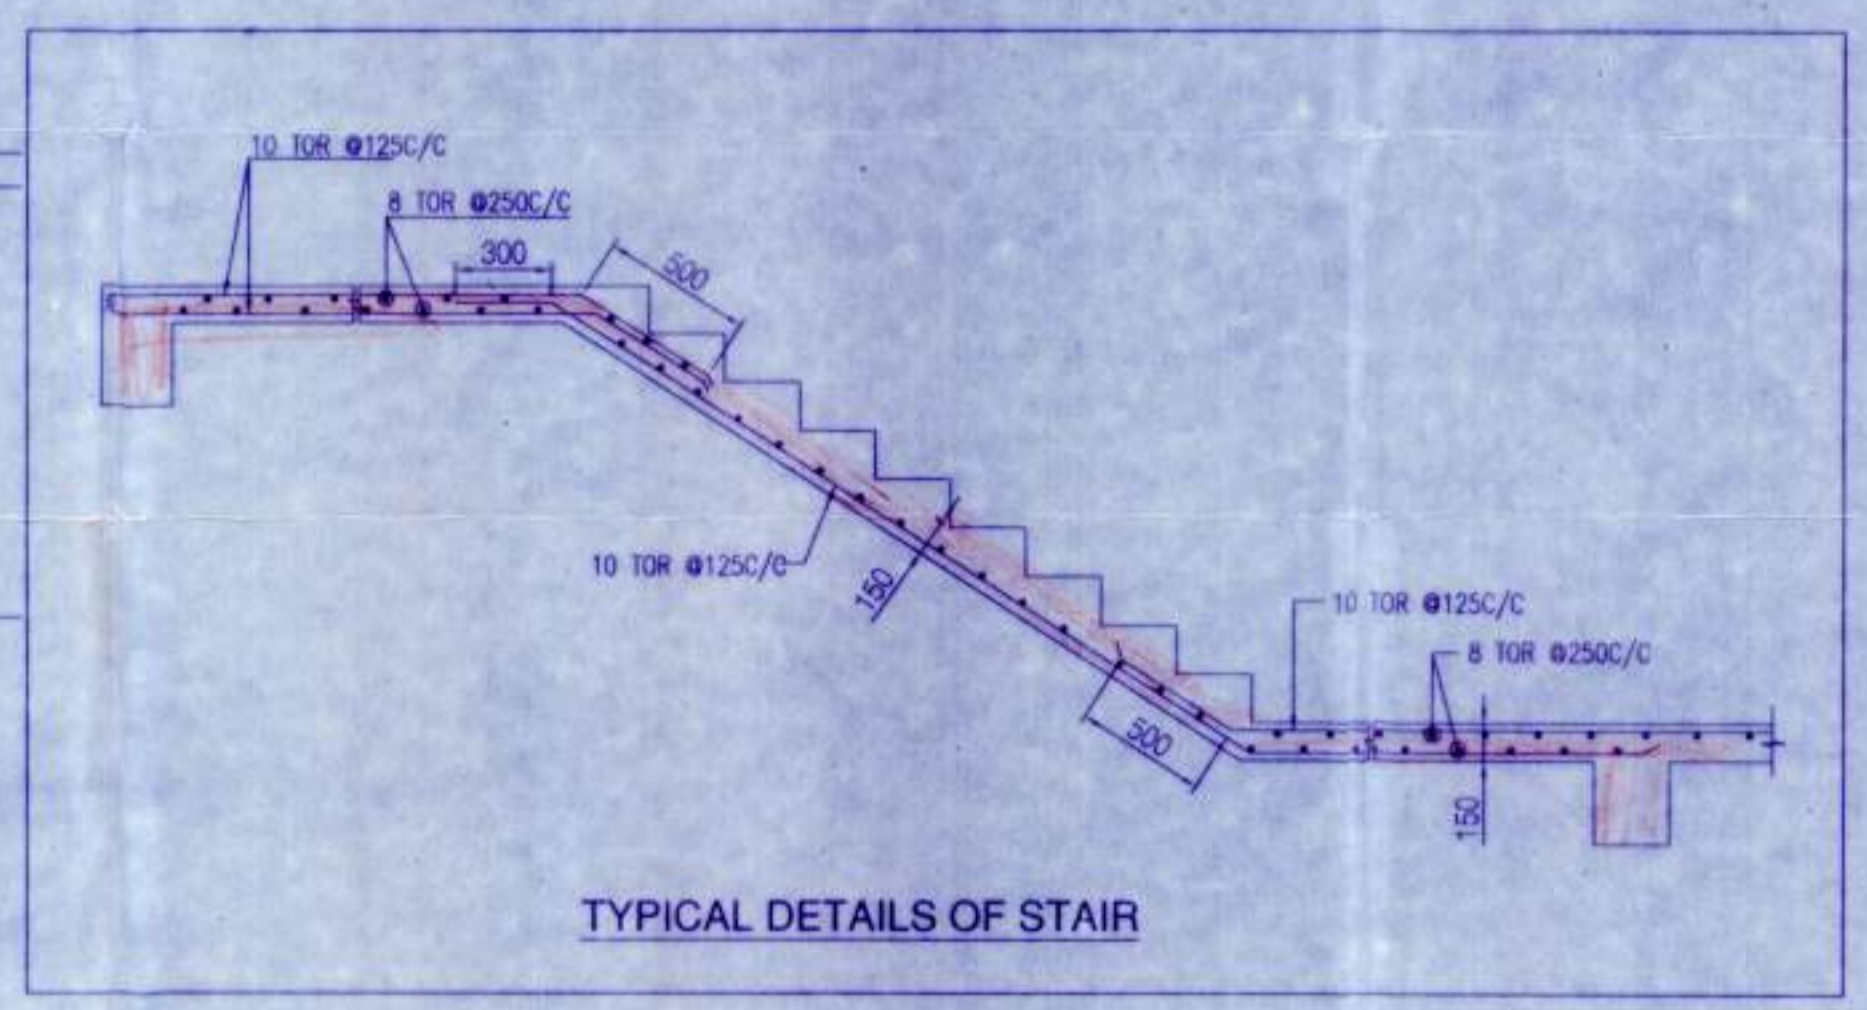 10 TOR @125C/C
8 TOR @250C/C
300
500
10 TOR @125C/C
150
10 TOR @125C/C
8 TOR @250C/C
500
150
TYPICAL DETAILS OF STAIR